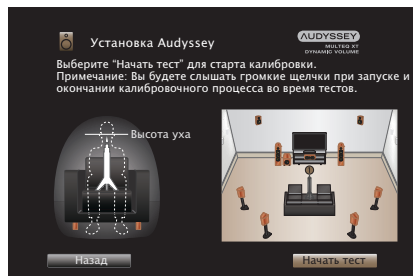 Установка Audyssey
AUDYSSEY
MULTEQ XT
DYNAMIC VOLUME
Выберите “Начать тест” для старта калибровки.
Примечание: Вы будете слышать громкие щелчки при запуске и
окончании калибровочного процесса во время тестов.
Высота уха
Назад
Начать тест